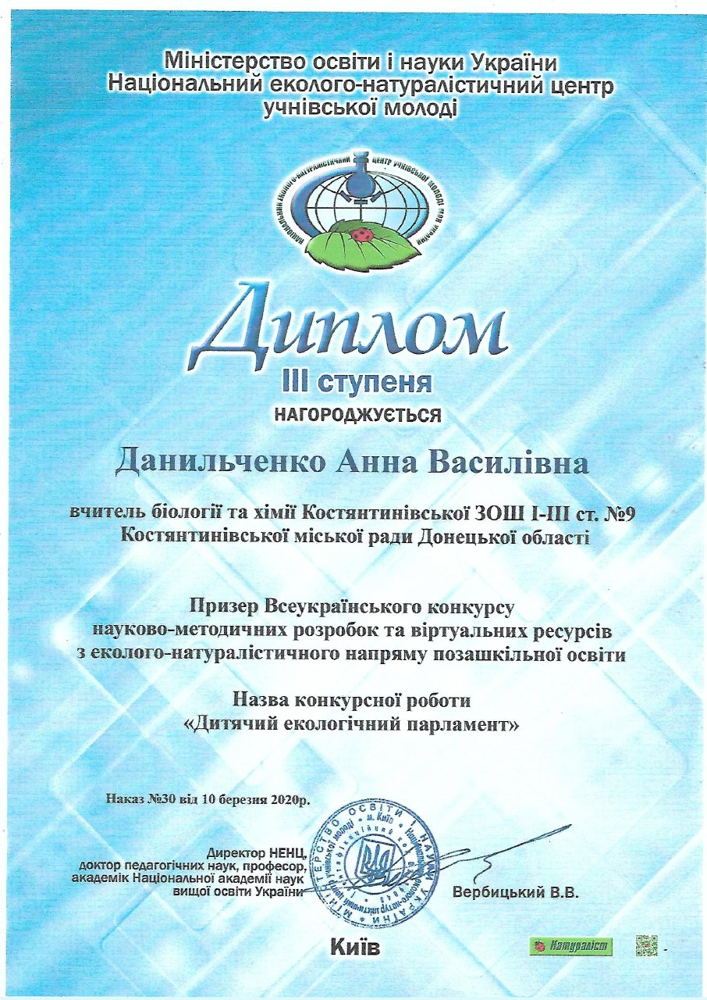 Міністерство освіти і науки України
Національний еколого-натуралістичний центр
учнівської молоді
НАЦІОНАЛЬНИЙ ЕКОЛОГО-НАТУРАЛІСТИЧНИЙ ЦЕНТР УЧНІВСЬКОЇ МОЛОДІ МОН УКРАЇНИ
Диплом
III ступеня
НАГОРОДЖУЄТЬСЯ
Данильченко Анна Василівна
вчитель біології та хімії Костянтинівської ЗОШ І-ІІІ ст. №9
Костянтинівської міської ради Донецької області
Призер Всеукраїнського конкурсу
науково-методичних розробок та віртуальних ресурсів
з еколого-натуралістичного напряму позашкільної освіти
Назва конкурсної роботи
«Дитячий екологічний парламент»
Наказ №30 від 10 березня 2020р.
Директор НЕНЦ,
доктор педагогічних наук, професор,
академік Національної академії наук
вищої освіти України
МІНІСТЕРСТВО ОСВІТИ І НАУКИ УКРАЇНИ
м. Київ
Вербицький В.В.
Київ
Натураліст